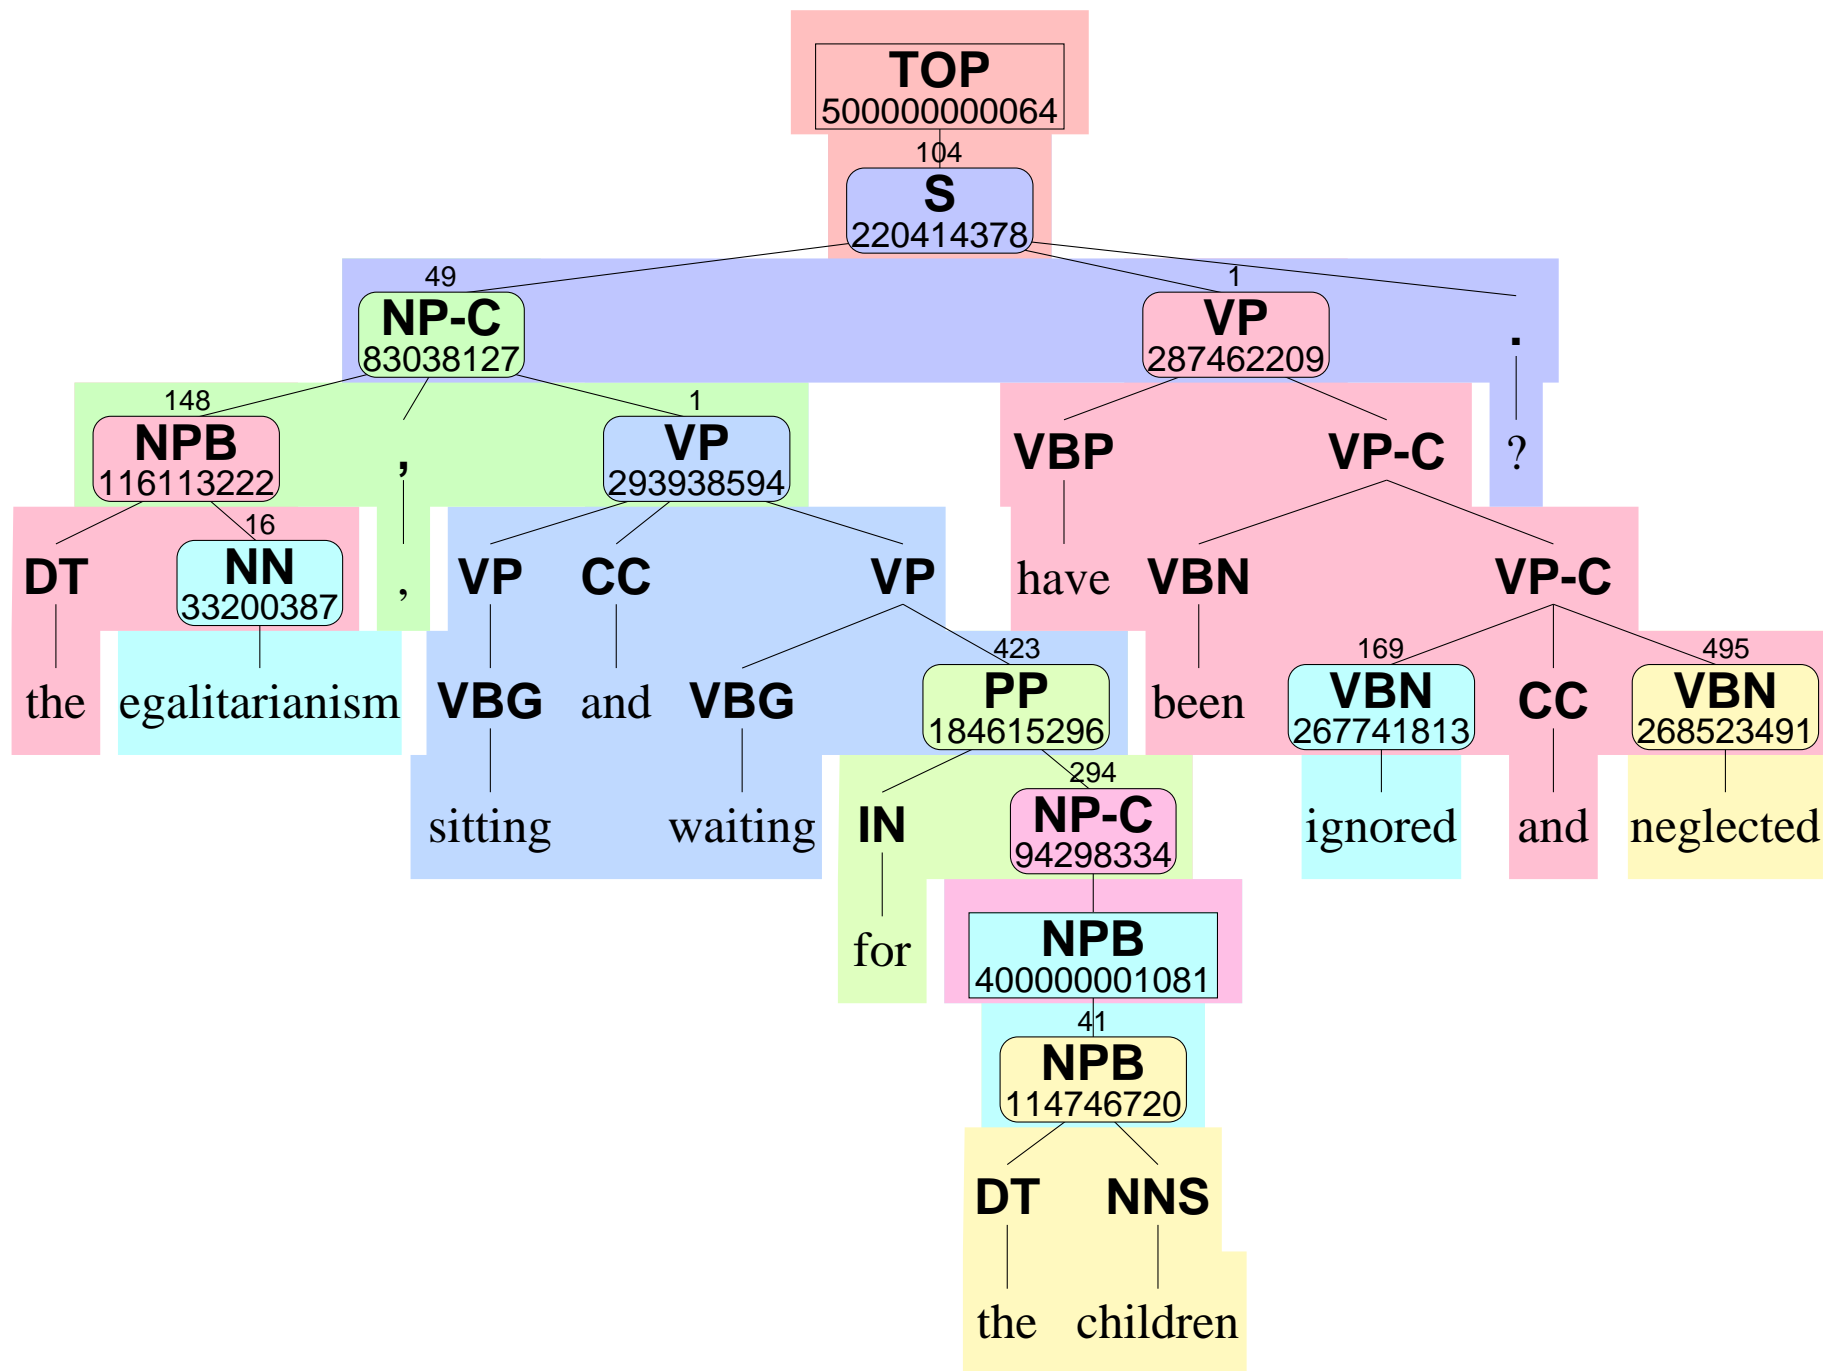 TOP
500000000064
104
S
220414378
49 1
NP-C VP .
83038127 287462209
148 1
NPB , VP VBP VP-C ?
116113222 293938594
16
DT NN , VP CC VP have VBN VP-C
33200387
423 169 495
the egalitarianism VBG and VBG PP been VBN CC VBN
184615296 267741813 268523491
294
sitting waiting IN NP-C ignored and neglected
94298334
for NPB
400000001081
41
NPB
114746720
DT NNS
the children